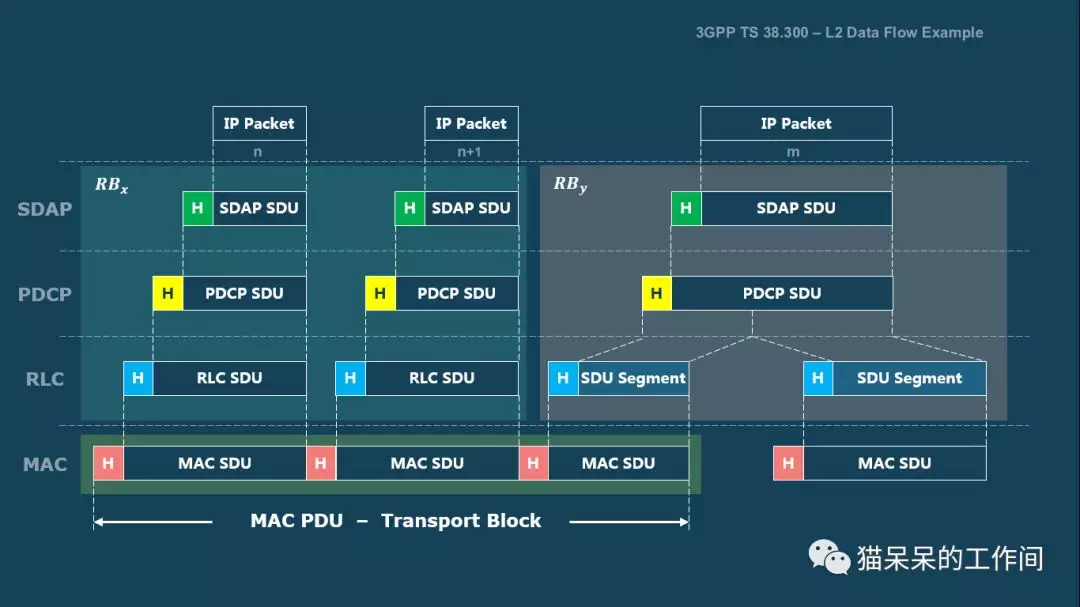 3GPP TS 38.300 – L2 Data Flow Example
IP Packet IP Packet IP Packet
n n+1 m
RBx RBy
SDAP H SDAP SDU H SDAP SDU H SDAP SDU
PDCP H PDCP SDU H PDCP SDU H PDCP SDU
RLC H RLC SDU H RLC SDU H SDU Segment H SDU Segment
MAC H MAC SDU H MAC SDU H MAC SDU H MAC SDU
MAC PDU – Transport Block
猫呆呆的工作间